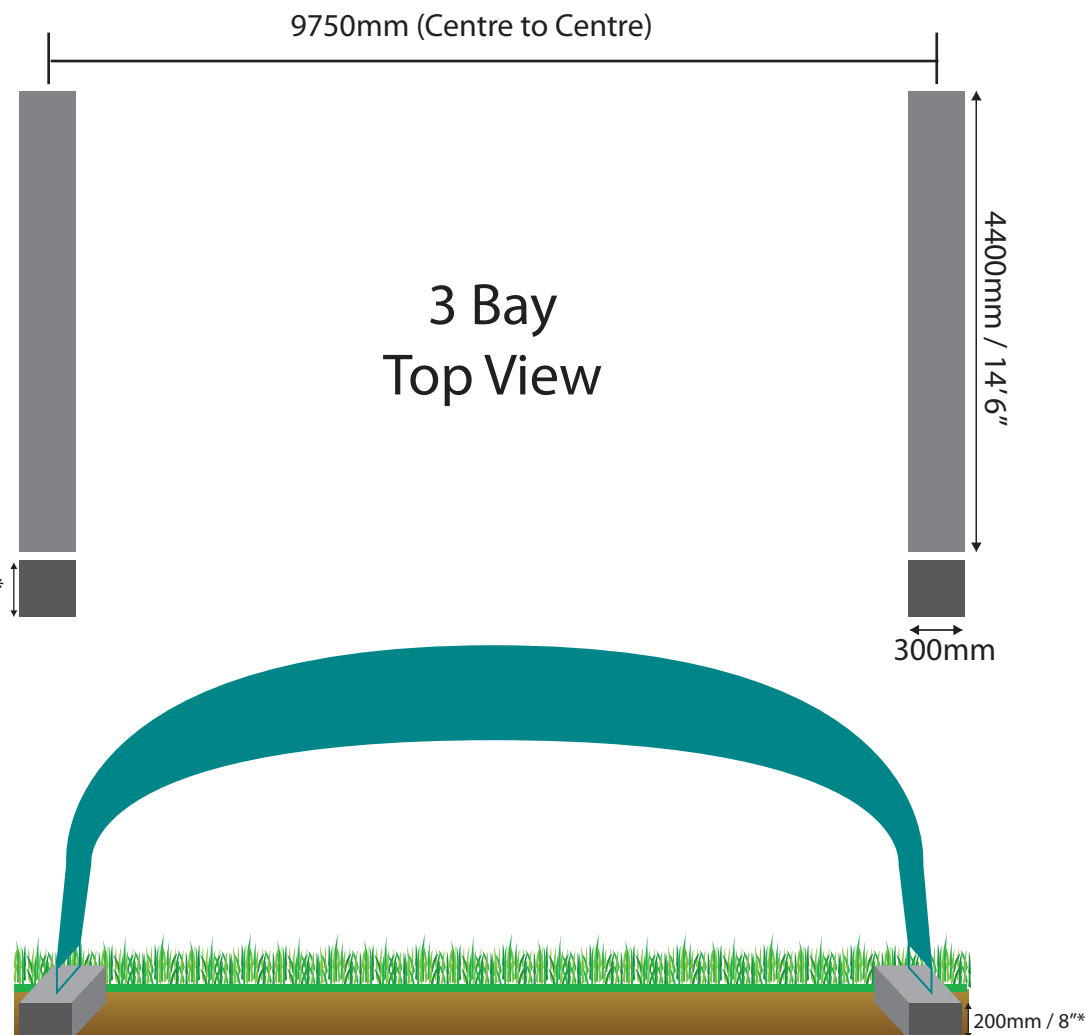 9750mm (Centre to Centre)
3 Bay
Top View
4400mm / 14'6"
300mm
200mm / 8"*